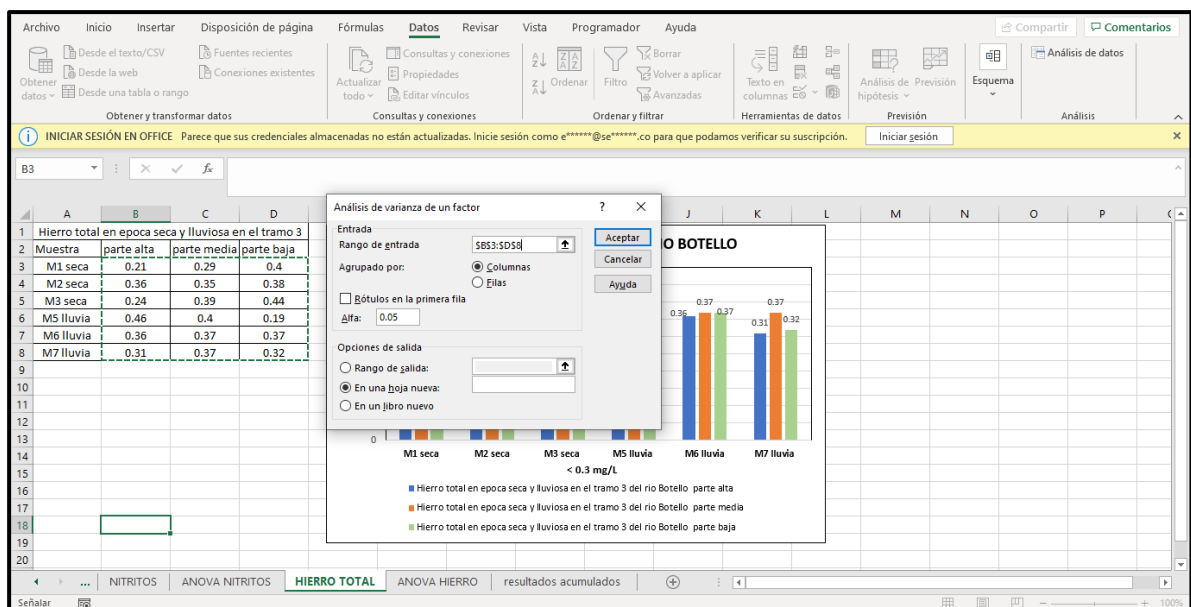 Archivo Inicio Insertar Disposición de página Fórmulas Datos Revisar Vista Programador Ayuda Compartir Comentarios
Obtener datos
Desde el texto/CSV
Desde la web
Desde una tabla o rango
Fuentes recientes
Conexiones existentes
Obtener y transformar datos
Actualizar todo
Consultas y conexiones
Propiedades
Editar vínculos
Consultas y conexiones
Ordenar
Filtro
Borrar
Volver a aplicar
Avanzadas
Ordenar y filtrar
Texto en columnas
Herramientas de datos
Análisis de hipótesis
Previsión
Previsión
Esquema
Análisis de datos
Análisis
INICIAR SESIÓN EN OFFICE Parece que sus credenciales almacenadas no están actualizadas. Inicie sesión como e******@se******.co para que podamos verificar su suscripción. Iniciar sesión
B3 fx
A B C D J K L M N O P
1 Hierro total en epoca seca y lluviosa en el tramo 3
2 Muestra parte alta parte media parte baja
3 M1 seca 0.21 0.29 0.4
4 M2 seca 0.36 0.35 0.38
5 M3 seca 0.24 0.39 0.44
6 M5 lluvia 0.46 0.4 0.19
7 M6 lluvia 0.36 0.37 0.37
8 M7 lluvia 0.31 0.37 0.32
9
10
11
12
13
14
15
16
17
18
19
20
Análisis de varianza de un factor ?
Entrada
Rango de entrada $B$3:$D$8
Agrupado por: Columnas
Filas
Rótulos en la primera fila
Alfa: 0.05
Opciones de salida
Rango de salida:
En una hoja nueva:
En un libro nuevo
Aceptar
Cancelar
Ayuda
O BOTELLO
0.36 0.37 0.37 0.31 0.37 0.32
0
M1 seca M2 seca M3 seca M5 lluvia M6 lluvia M7 lluvia
< 0.3 mg/L
Hierro total en epoca seca y lluviosa en el tramo 3 del rio Botello parte alta
Hierro total en epoca seca y lluviosa en el tramo 3 del rio Botello parte media
Hierro total en epoca seca y lluviosa en el tramo 3 del rio Botello parte baja
... NITRITOS ANOVA NITRITOS HIERRO TOTAL ANOVA HIERRO resultados acumulados
Señalar 100%